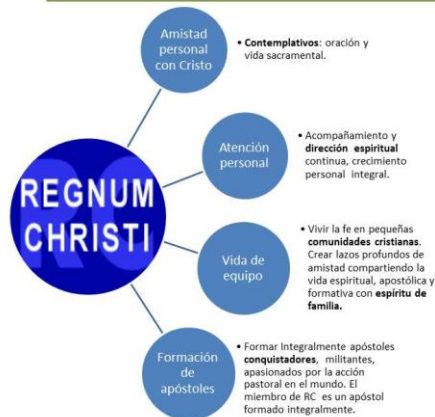 Amistad
personal
con Cristo
• Contemplativos: oración y
vida sacramental.
Atención
personal
• Acompañamiento y
dirección espiritual
continua, crecimiento
personal integral.
RC
REGNUM
CHRISTI
Vida de
equipo
• Vivir la fe en pequeñas
comunidades cristianas.
Crear lazos profundos de
amistad compartiendo la
vida espiritual, apostólica y
formativa con espíritu de
familia.
Formación
de
apóstoles
• Formar Integralmente apóstoles
conquistadores, militantes,
apasionados por la acción
pastoral en el mundo. El
miembro de RC es un apóstol
formado integralmente.